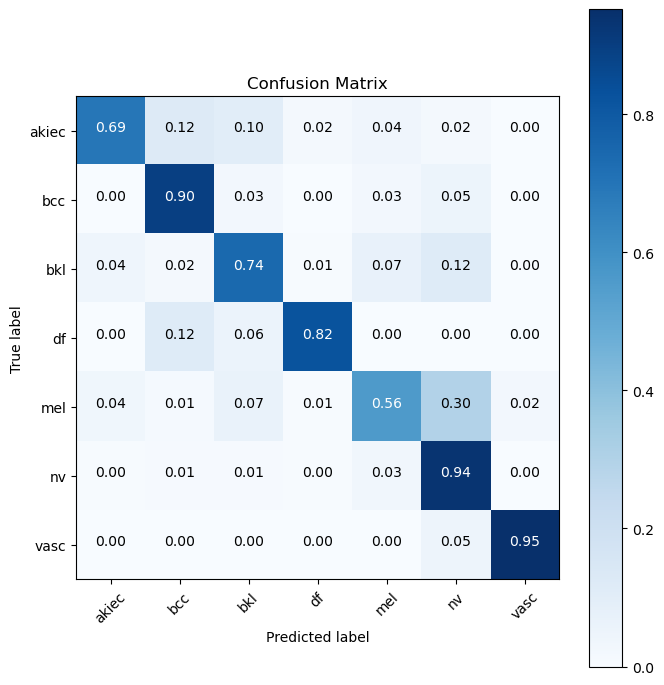 Confusion Matrix
akiec 0.69 0.12 0.10 0.02 0.04 0.02 0.00
bcc 0.00 0.90 0.03 0.00 0.03 0.05 0.00
bkl 0.04 0.02 0.74 0.01 0.07 0.12 0.00
df 0.00 0.12 0.06 0.82 0.00 0.00 0.00
mel 0.04 0.01 0.07 0.01 0.56 0.30 0.02
nv 0.00 0.01 0.01 0.00 0.03 0.94 0.00
vasc 0.00 0.00 0.00 0.00 0.00 0.05 0.95
akiec bcc bkl df mel nv vasc
Predicted label
True label
0.8
0.6
0.4
0.2
0.0